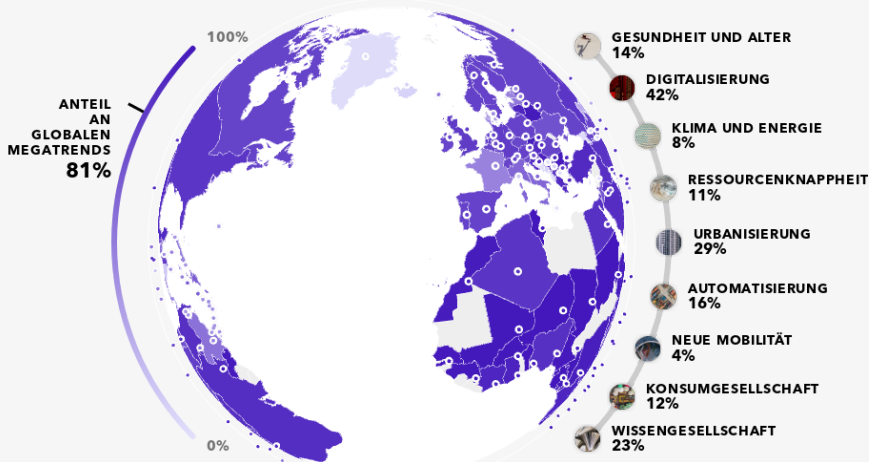 100%
ANTEIL
AN
GLOBALEN
MEGATRENDS
81%
0%
GESUNDHEIT UND ALTER
14%
DIGITALISIERUNG
42%
KLIMA UND ENERGIE
8%
RESSOURCENKNAPPHEIT
11%
URBANISIERUNG
29%
AUTOMATISIERUNG
16%
NEUE MOBILITÄT
4%
KONSUMGESELLSCHAFT
12%
WISSENGESELLSCHAFT
23%